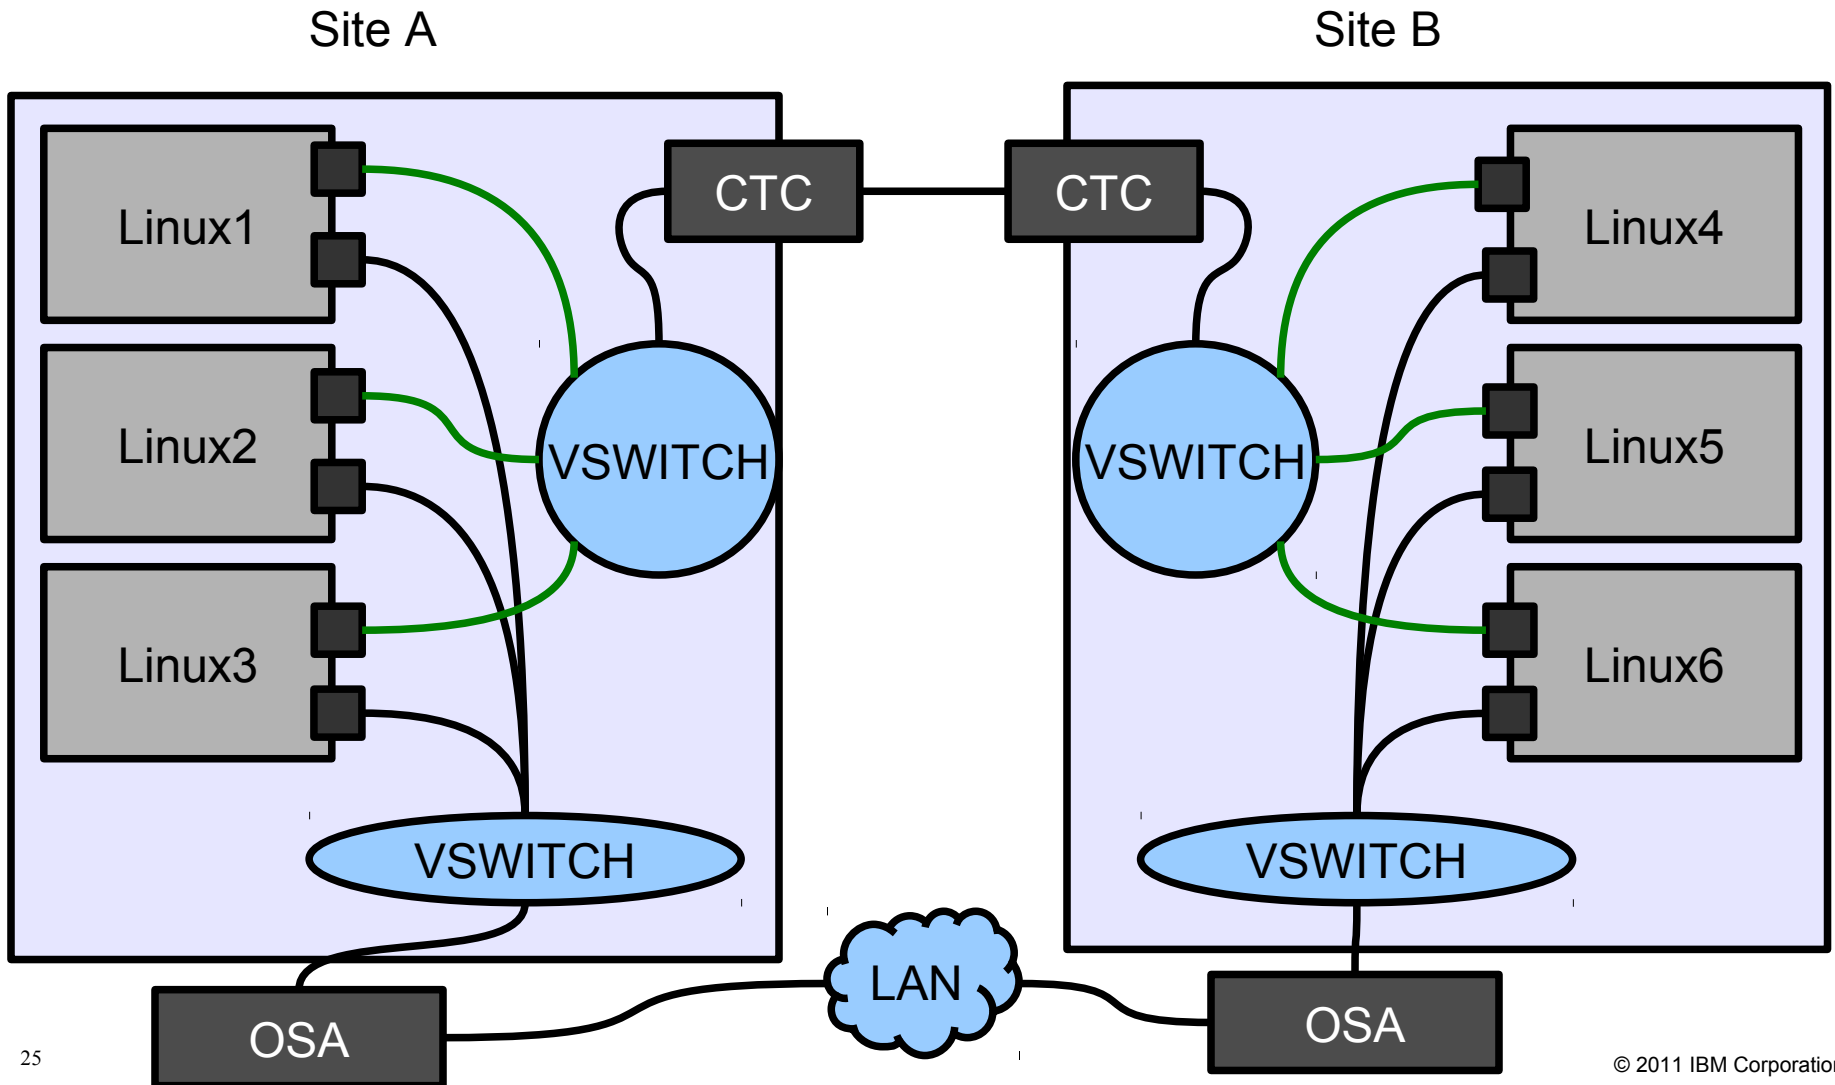 Site A
Site B
Linux1
CTC
CTC
Linux4
Linux2
VSWITCH
VSWITCH
Linux5
Linux3
Linux6
VSWITCH
VSWITCH
LAN
OSA
OSA
25
© 2011 IBM Corporation